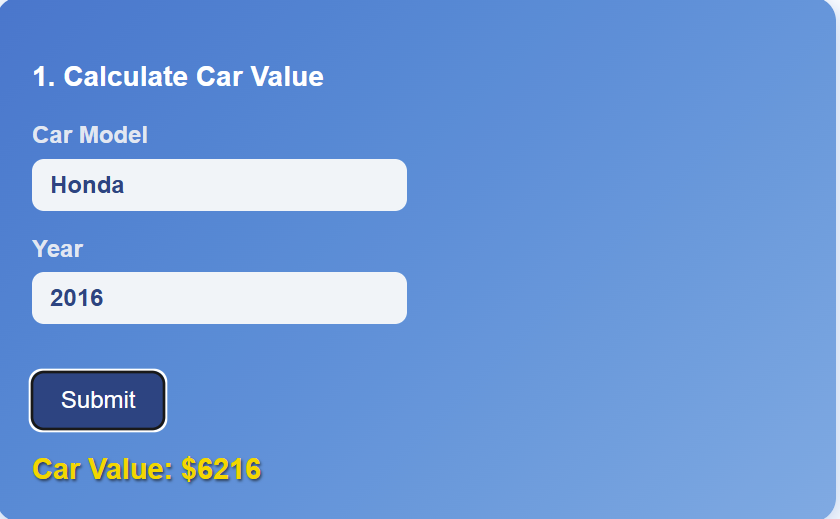 1. Calculate Car Value
Car Model
Honda
Year
2016
Submit
Car Value: $6216